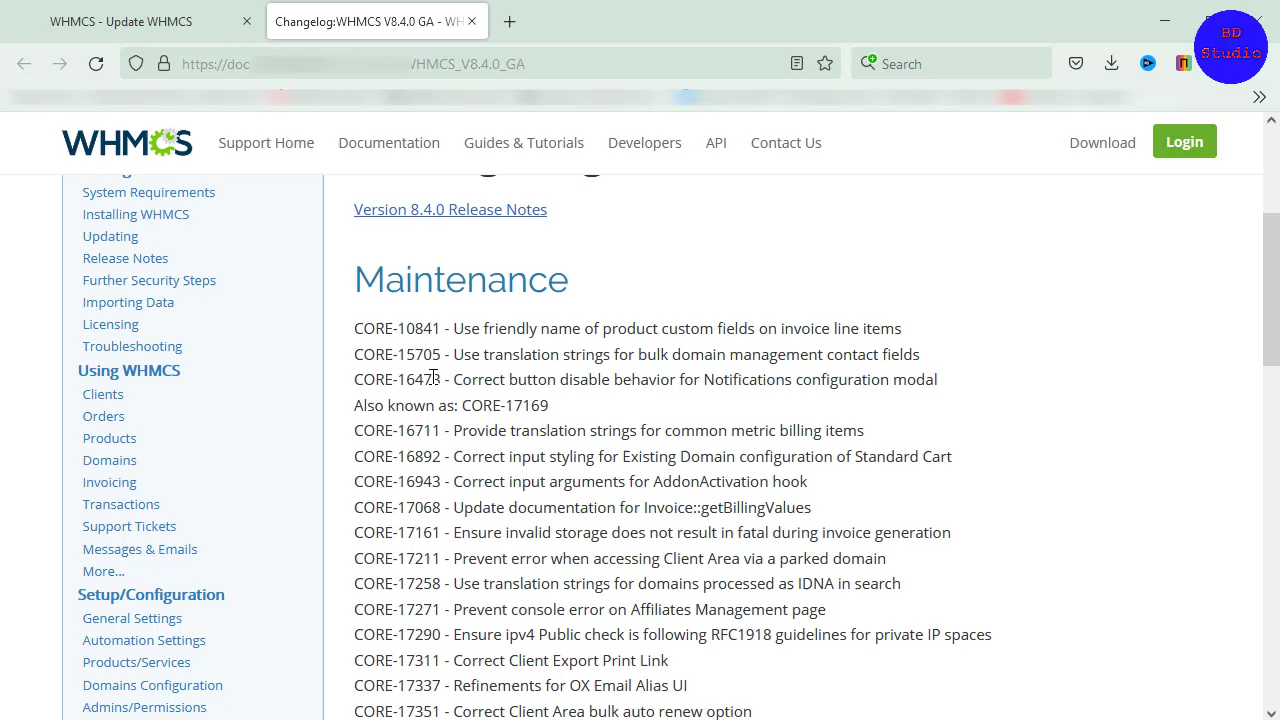 WHMCS - Update WHMCS
Changelog:WHMCS V8.4.0 GA - WH
BD
Studio
https://doc
/HMCS_V8.4.0_GA
Search
WHMCS
Support Home
Documentation
Guides & Tutorials
Developers
API
Contact Us
Download
Login
System Requirements
Installing WHMCS
Updating
Release Notes
Further Security Steps
Importing Data
Licensing
Troubleshooting
Using WHMCS
Clients
Orders
Products
Domains
Invoicing
Transactions
Support Tickets
Messages & Emails
More...
Setup/Configuration
General Settings
Automation Settings
Products/Services
Domains Configuration
Admins/Permissions
Version 8.4.0 Release Notes
Maintenance
CORE-10841 - Use friendly name of product custom fields on invoice line items
CORE-15705 - Use translation strings for bulk domain management contact fields
CORE-16473 - Correct button disable behavior for Notifications configuration modal
Also known as: CORE-17169
CORE-16711 - Provide translation strings for common metric billing items
CORE-16892 - Correct input styling for Existing Domain configuration of Standard Cart
CORE-16943 - Correct input arguments for AddonActivation hook
CORE-17068 - Update documentation for Invoice::getBillingValues
CORE-17161 - Ensure invalid storage does not result in fatal during invoice generation
CORE-17211 - Prevent error when accessing Client Area via a parked domain
CORE-17258 - Use translation strings for domains processed as IDNA in search
CORE-17271 - Prevent console error on Affiliates Management page
CORE-17290 - Ensure ipv4 Public check is following RFC1918 guidelines for private IP spaces
CORE-17311 - Correct Client Export Print Link
CORE-17337 - Refinements for OX Email Alias UI
CORE-17351 - Correct Client Area bulk auto renew option